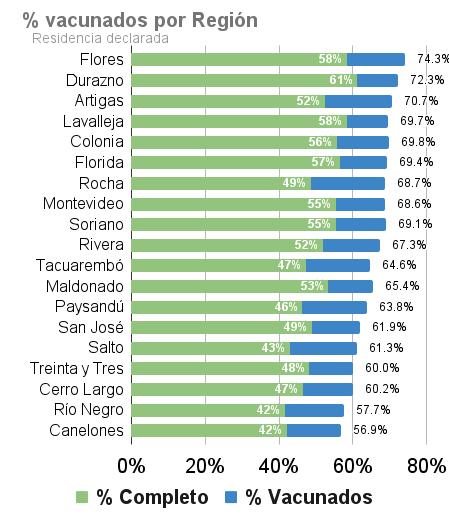 % vacunados por Región
Residencia declarada
Flores 58% 74.3%
Durazno 61% 72.3%
Artigas 52% 70.7%
Lavalleja 58% 69.7%
Colonia 56% 69.8%
Florida 57% 69.4%
Rocha 49% 68.7%
Montevideo 55% 68.6%
Soriano 55% 69.1%
Rivera 52% 67.3%
Tacuarembó 47% 64.6%
Maldonado 53% 65.4%
Paysandú 46% 63.8%
San José 49% 61.9%
Salto 43% 61.3%
Treinta y Tres 48% 60.0%
Cerro Largo 47% 60.2%
Río Negro 42% 57.7%
Canelones 42% 56.9%
0% 20% 40% 60% 80%
% Completo % Vacunados